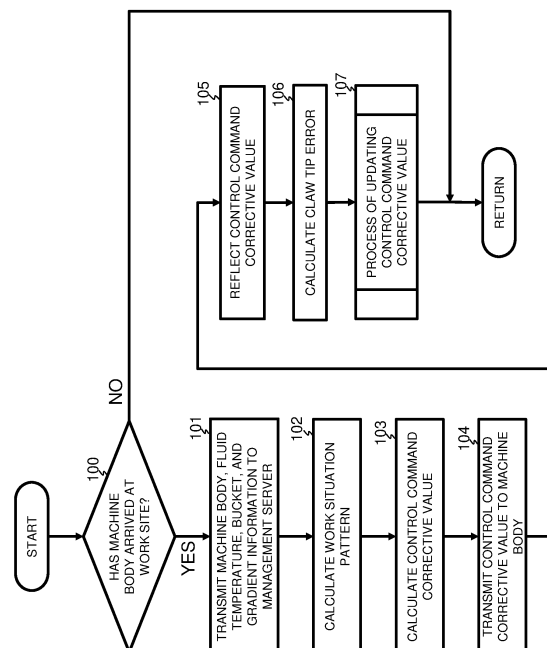 START
100
HAS MACHINE
BODY ARRIVED AT
WORK SITE?
NO
YES
101
TRANSMIT MACHINE BODY, FLUID
TEMPERATURE, BUCKET, AND
GRADIENT INFORMATION TO
MANAGEMENT SERVER
102
CALCULATE WORK SITUATION
PATTERN
103
CALCULATE CONTROL COMMAND
CORRECTIVE VALUE
104
TRANSMIT CONTROL COMMAND
CORRECTIVE VALUE TO MACHINE
BODY
105
REFLECT CONTROL COMMAND
CORRECTIVE VALUE
106
CALCULATE CLAW TIP ERROR
107
PROCESS OF UPDATING
CONTROL COMMAND
CORRECTIVE VALUE
RETURN